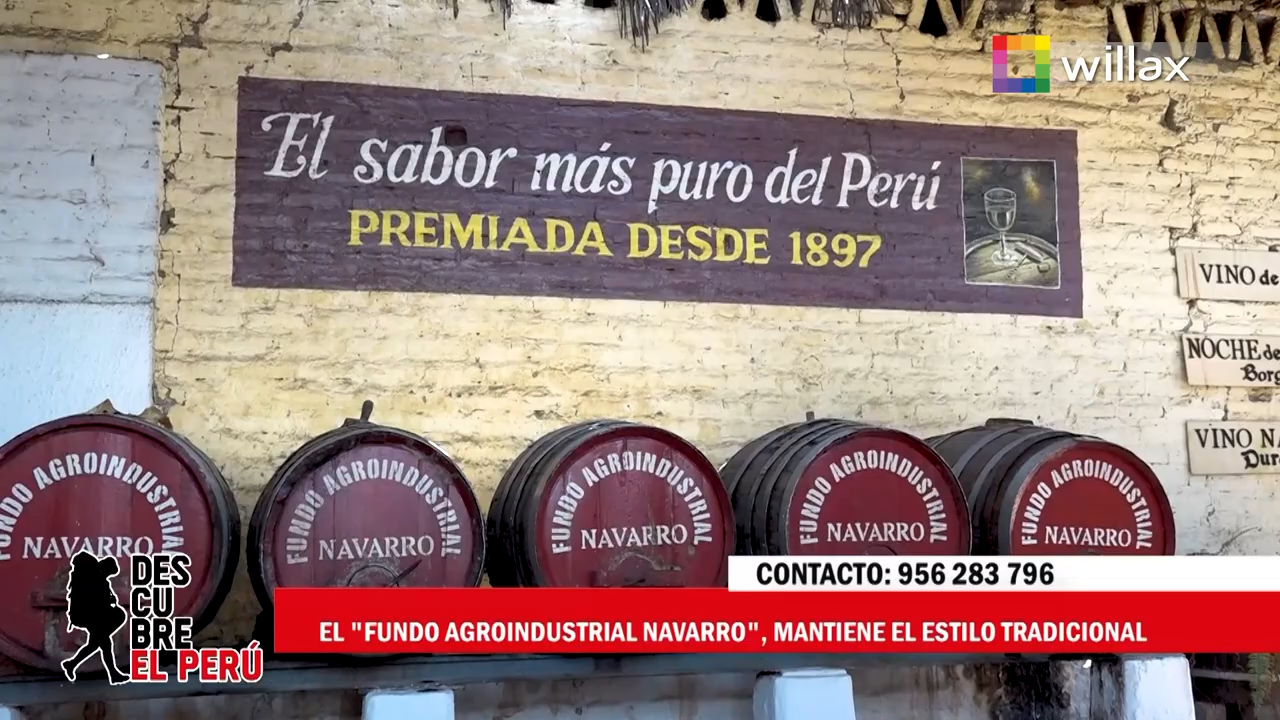 willax
El sabor más puro del Perú
PREMIADA DESDE 1897
VINO de
NOCHE de
Borg
VINO NA
Dura
FUNDO AGROINDUSTRIAL
NAVARRO
FUNDO AGROINDUSTRIAL
NAVARRO
FUNDO AGROINDUSTRIAL
NAVARRO
FUNDO AGROINDUSTRIAL
NAVARRO
FUNDO AGROINDUSTRIAL
NAVARRO
CONTACTO: 956 283 796
EL "FUNDO AGROINDUSTRIAL NAVARRO", MANTIENE EL ESTILO TRADICIONAL
DES
CU
BRE
EL PERÚ